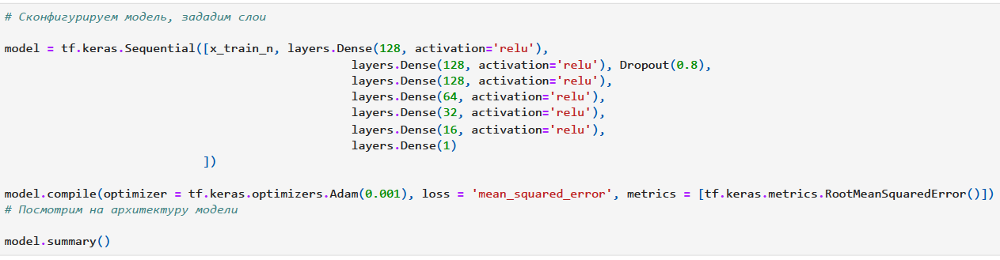 # Сконфигурируем модель, зададим слои
model = tf.keras.Sequential([x_train_n, layers.Dense(128, activation='relu'),
layers.Dense(128, activation='relu'), Dropout(0.8),
layers.Dense(128, activation='relu'),
layers.Dense(64, activation='relu'),
layers.Dense(32, activation='relu'),
layers.Dense(16, activation='relu'),
layers.Dense(1)
])
model.compile(optimizer = tf.keras.optimizers.Adam(0.001), loss = 'mean_squared_error', metrics = [tf.keras.metrics.RootMeanSquaredError()])
# Посмотрим на архитектуру модели
model.summary()